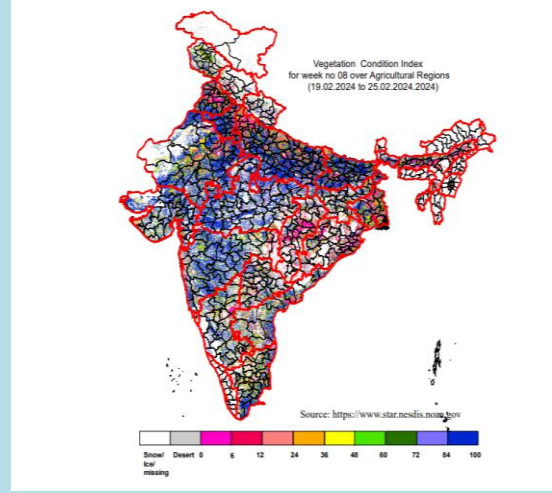 Vegetation Condition Index
for week no 08 over Agricultural Regions
(19.02.2024 to 25.02.2024.2024)
Source: https://www.star.nesdis.noaa.gov
Snow/ Desert 0 6 12 24 36 48 60 72 84 100
Ice/
missing